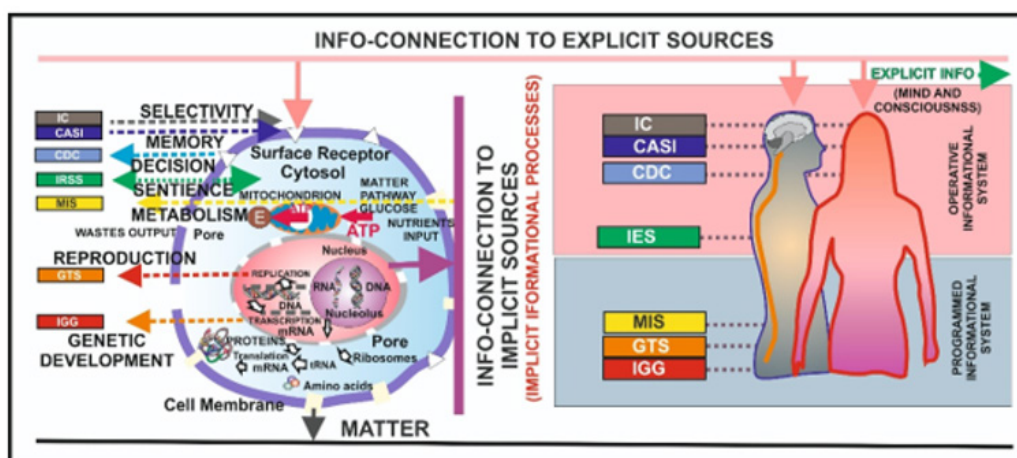 INFO-CONNECTION TO EXPLICIT SOURCES
IC
CASI
CDC
IRSS
MIS
GTS
IGG
SELECTIVITY
MEMORY
DECISION
SENTIENCE
METABOLISM
WASTES OUTPUT
Pore
REPRODUCTION
GENETIC
DEVELOPMENT
Surface Receptor
Cytosol
MITOCHONDRION
MATTER
PATHWAY
GLUCOSE
E
ATP
ATP
NUTRIENTS
INPUT
Nucleus
REPLICATION
DNA
RNA
DNA
Nucleolus
TRANSCRIPTION
mRNA
Pore
PROTEINS
Translation
mRNA
tRNA
Ribosomes
Amino acids
Cell Membrane
MATTER
INFO-CONNECTION TO
IMPLICIT SOURCES
(IMPLICIT IFORMATIONAL PROCESSES)
EXPLICIT INFO
(MIND AND
CONSCIOUSNSS)
IC
CASI
CDC
IES
MIS
GTS
IGG
OPERATIVE
INFORMATIONAL
SYSTEM
PROGRAMMED
INFORMATIONAL
SYSTEM